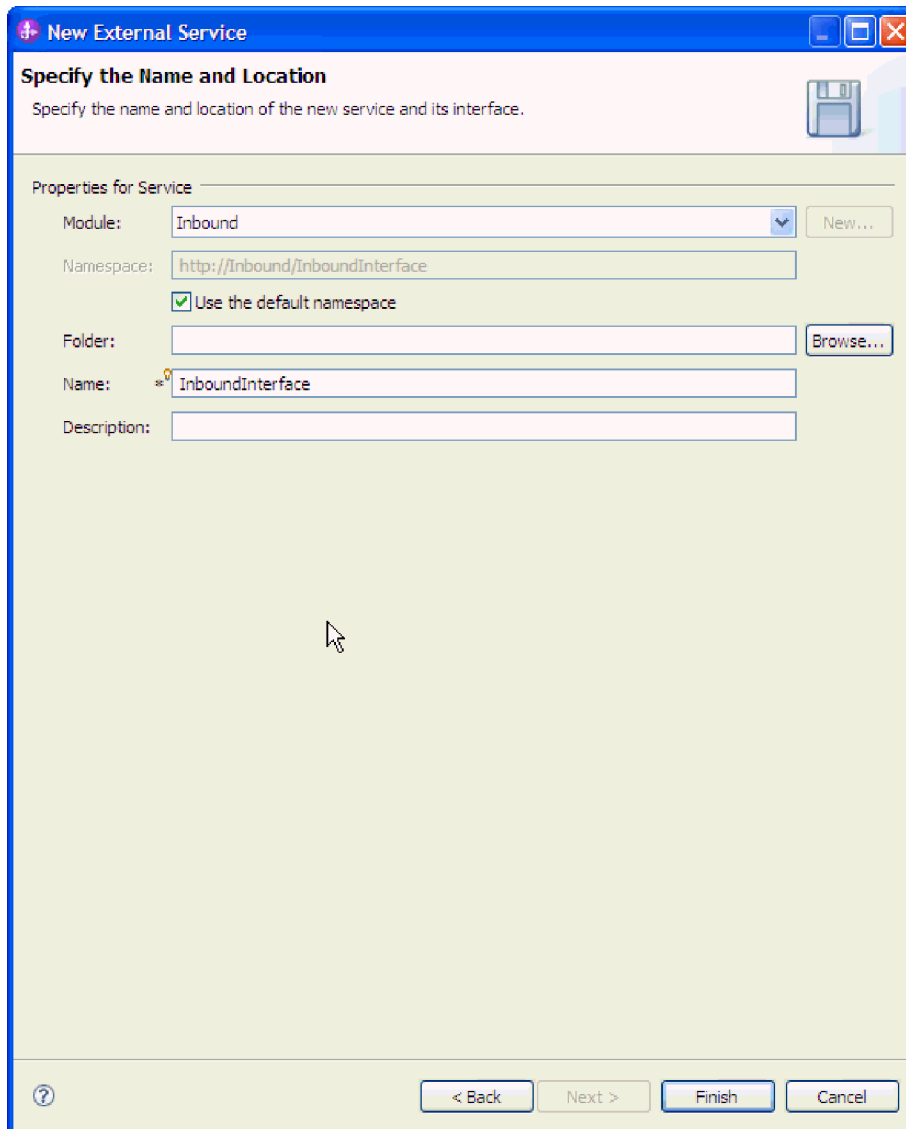 New External Service
Specify the Name and Location
Specify the name and location of the new service and its interface.
Properties for Service
Module: Inbound New...
Namespace: http://Inbound/InboundInterface
Use the default namespace
Folder: Browse...
Name: * InboundInterface
Description:
? < Back Next > Finish Cancel